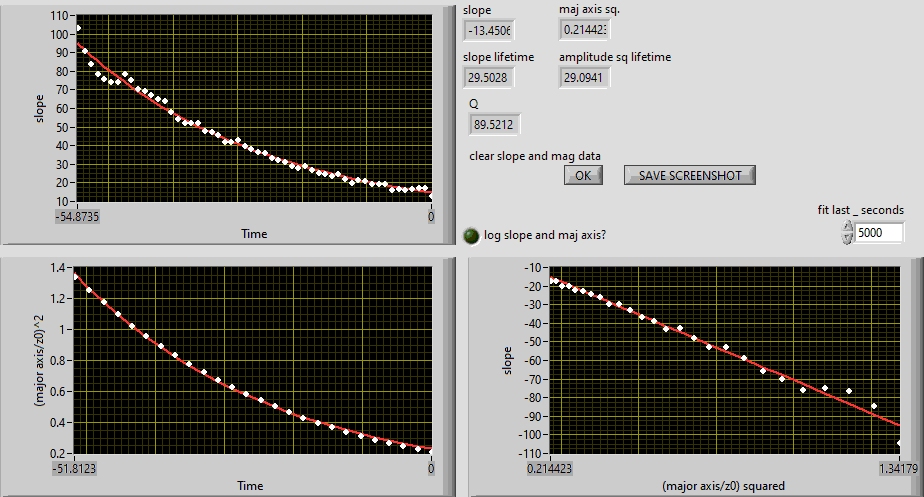 slope
maj axis sq.
-13.4506
0.214423
slope lifetime
amplitude sq lifetime
29.5028
29.0941
Q
89.5212
clear slope and mag data
OK
SAVE SCREENSHOT
log slope and maj axis?
fit last _ seconds
5000
110
100
90
80
70
60
50
40
30
20
10
slope
-54.8735
0
Time
1.4
1.2
1
0.8
0.6
0.4
0.2
(major axis/z0)^2
-51.8123
0
Time
-10
-20
-30
-40
-50
-60
-70
-80
-90
-100
-110
slope
0.214423
1.34179
(major axis/z0) squared